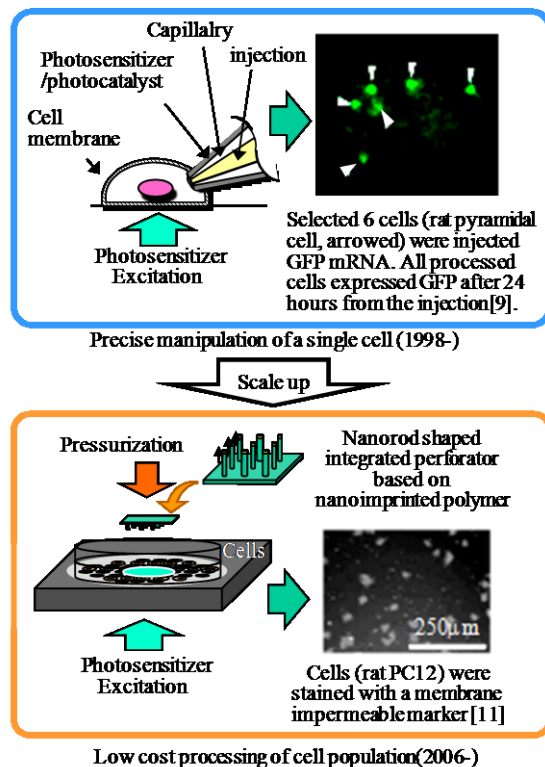 Capillalry
Photosensitizer
/photocatalyst
injection
Cell
membrane
Photosensitizer
Excitation
Selected 6 cells (rat pyramidal
cell, arrowed) were injected
GFP mRNA. All processed
cells expressed GFP after 24
hours from the injection[9].
Precise manipulation of a single cell (1998-)
Scale up
Pressurization
Nanorod shaped
integrated perforator
based on
nanoimprinted polymer
Cells
250μm
Photosensitizer
Excitation
Cells (rat PC12) were
stained with a membrane
impermeable marker [11]
Low cost processing of cell population(2006-)